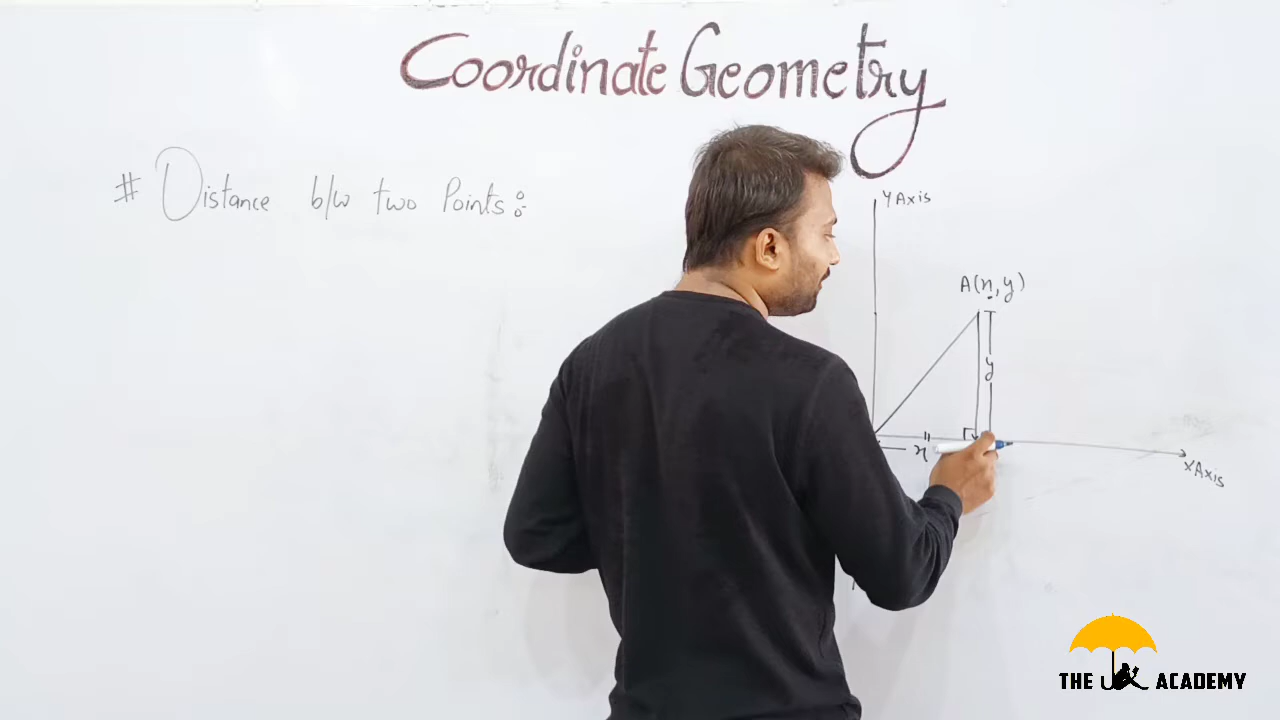 Coordinate Geometry
# Distance b/w two Points :-
Y Axis
A(x, y)
y
x
X Axis
THE ACADEMY